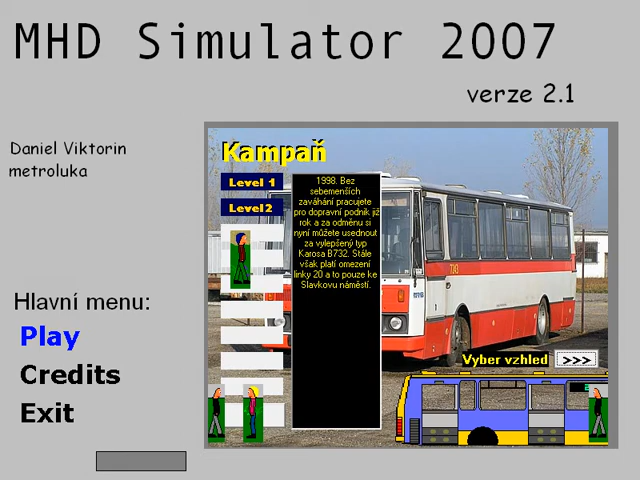 MHD Simulator 2007
verze 2.1
Daniel Viktorin
metroluka
Kampaň
Level 1
Level2
1998. Bez
sebemenších
zaváhání pracujete
pro dopravní podnik již
rok a za odměnu si
nyní můžete usednout
za vylepšený typ
Karosa B732. Stále
však platí omezení
linky 20 a to pouze ke
Slavkovu náměstí.
Hlavní menu:
Play
Credits
Exit
Vyber vzhled
>>>